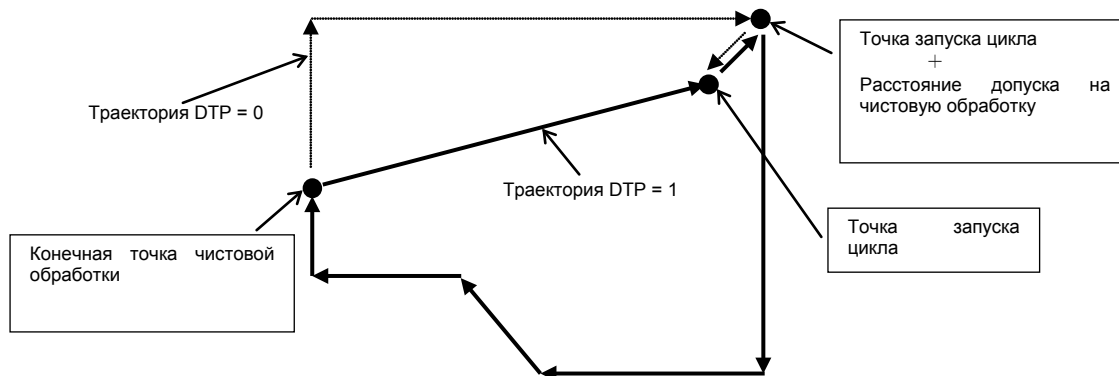 Точка запуска цикла
+
Расстояние допуска на
чистовую обработку
Траектория DTP = 0
Траектория DTP = 1
Точка запуска
цикла
Конечная точка чистовой
обработки